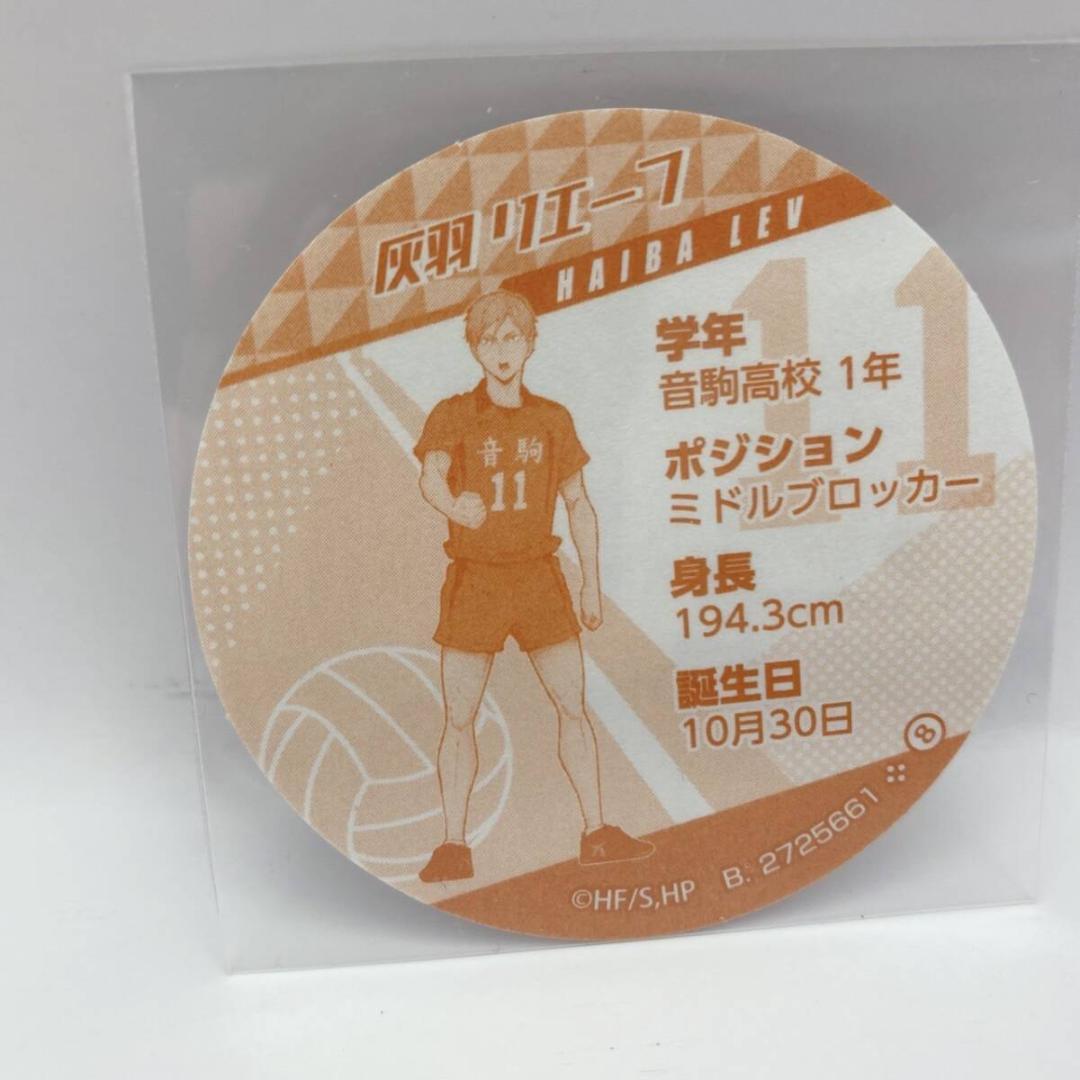 灰羽 リエーフ
HAIBA LEV
11
学年
音駒高校 1年
ポジション
ミドルブロッカー
身長
194.3cm
誕生日
10月30日
音駒
11
8
©HF/S,HP
B: 2725661 ::